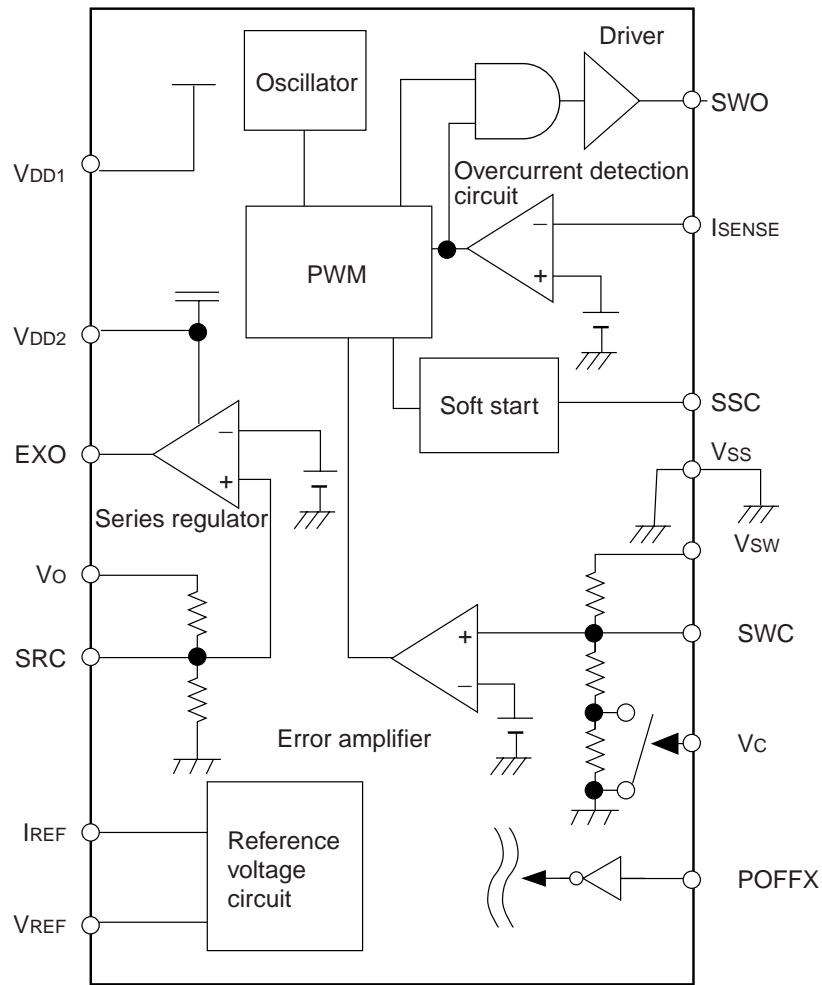 Driver
Oscillator
SWO
VDD1
Overcurrent detection
circuit
ISENSE
−
+
PWM
VDD2
Soft start
SSC
EXO
−
+
VSS
Series regulator
VSW
VO
SWC
+
−
SRC
Error amplifier
VC
IREF
Reference
voltage
circuit
POFFX
VREF